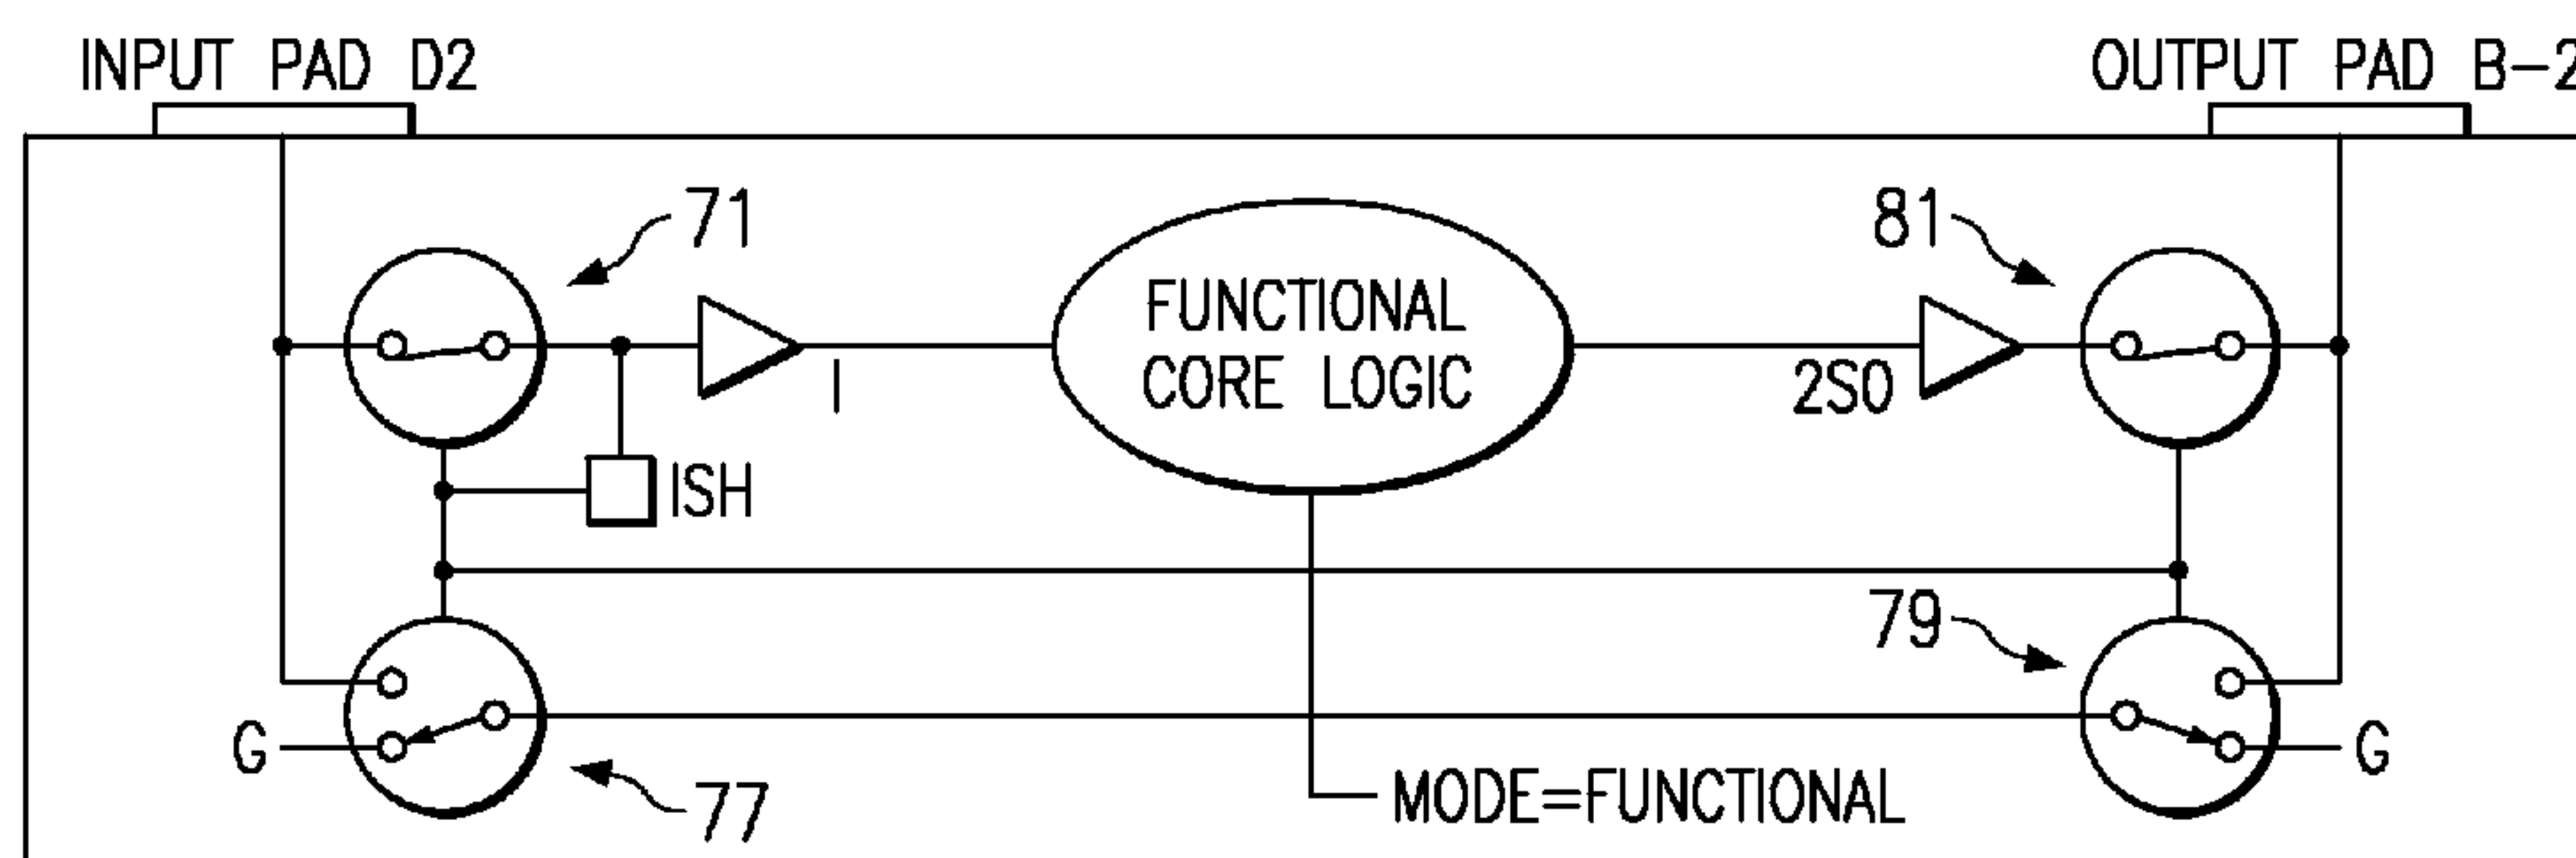 INPUT PAD D2
OUTPUT PAD B-2
71
81
FUNCTIONAL
CORE LOGIC
I
2SO
ISH
79
G
G
77
MODE=FUNCTIONAL